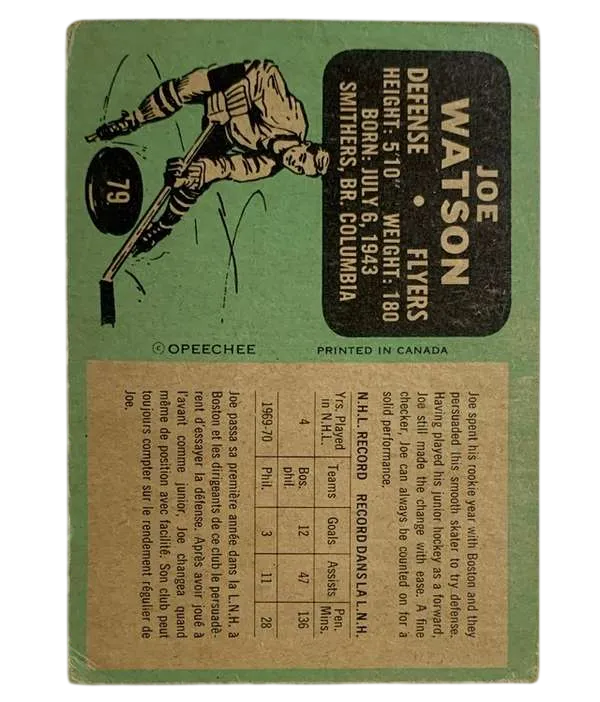 JOE
WATSON
DEFENSE • FLYERS
HEIGHT: 5'10" WEIGHT: 180
BORN: JULY 6, 1943
SMITHERS, BR. COLUMBIA
79
© OPEECHEE PRINTED IN CANADA
Joe spent his rookie year with Boston and they
persuaded this smooth skater to try defense.
Having played his junior hockey as a forward,
Joe still made the change with ease. A fine
checker, Joe can always be counted on for a
solid performance.
N.H.L. RECORD RECORD DANS LA L.N.H.
Yrs. Played in N.H.L. Teams Goals Assists Pen. Mins.
4 Bos. phil. 12 47 136
1969-70 Phil. 3 11 28
Joe passa sa première année dans la L.N.H. à
Boston et les dirigeants de ce club le persuadè-
rent d'essayer la défense. Après avoir joué à
l'avant comme junior, Joe changea quand
même de position avec facilité. Son club peut
toujours compter sur le rendement régulier de
Joe.